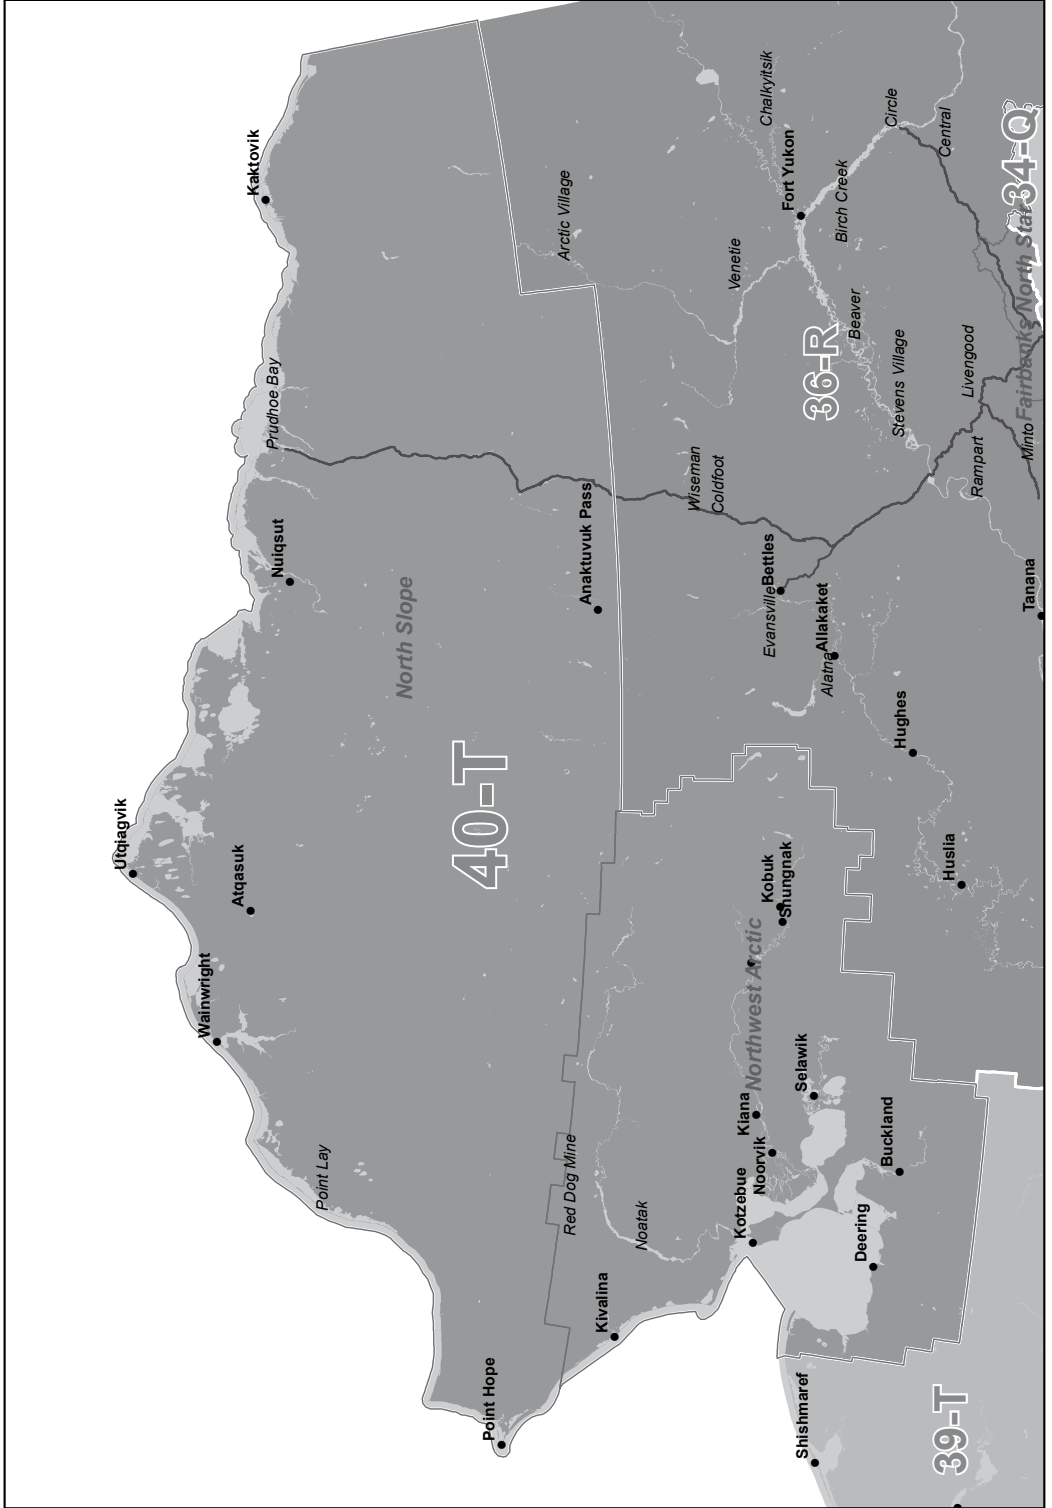 Utqiagvik
Wainwright
Atqasuk
Point Lay
Point Hope
Nuiqsut
Prudhoe Bay
Kaktovik
North Slope
40-T
Anaktuvuk Pass
Arctic Village
Red Dog Mine
Kivalina
Noatak
Kotzebue
Noorvik
Kiana
Northwest Arctic
Kobuk
Shungnak
Selawik
Buckland
Deering
Shishmaref
39-T
Wiseman
Coldfoot
Evansville
Bettles
Alatna
Allakaket
Hughes
Huslia
Tanana
Venetie
Chalkyitsik
Fort Yukon
Birch Creek
Beaver
36-R
Stevens Village
Circle
Central
Livengood
Rampart
Minto
Fairbanks North Star
34-Q